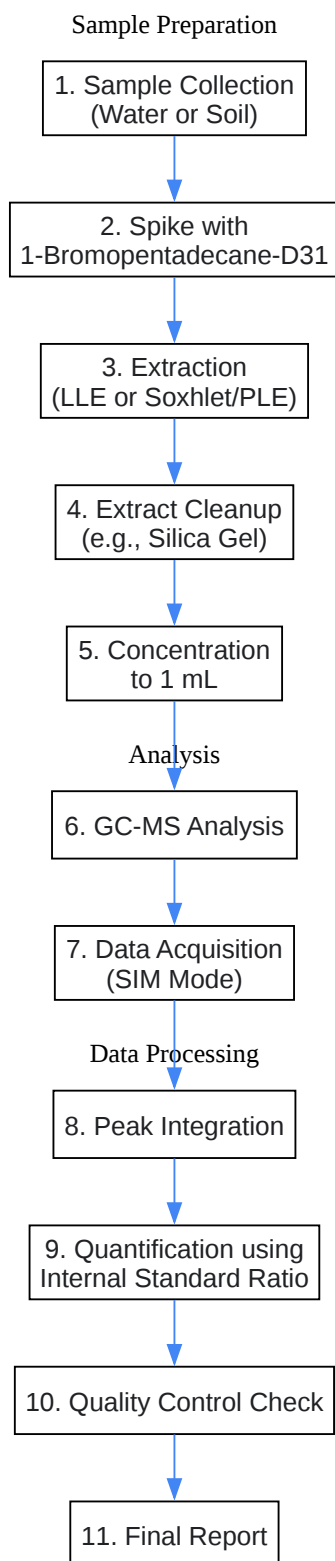 Sample Preparation
1. Sample Collection
(Water or Soil)
2. Spike with
1-Bromopentadecane-D31
3. Extraction
(LLE or Soxhlet/PLE)
4. Extract Cleanup
(e.g., Silica Gel)
5. Concentration
to 1 mL
Analysis
6. GC-MS Analysis
7. Data Acquisition
(SIM Mode)
Data Processing
8. Peak Integration
9. Quantification using
Internal Standard Ratio
10. Quality Control Check
11. Final Report